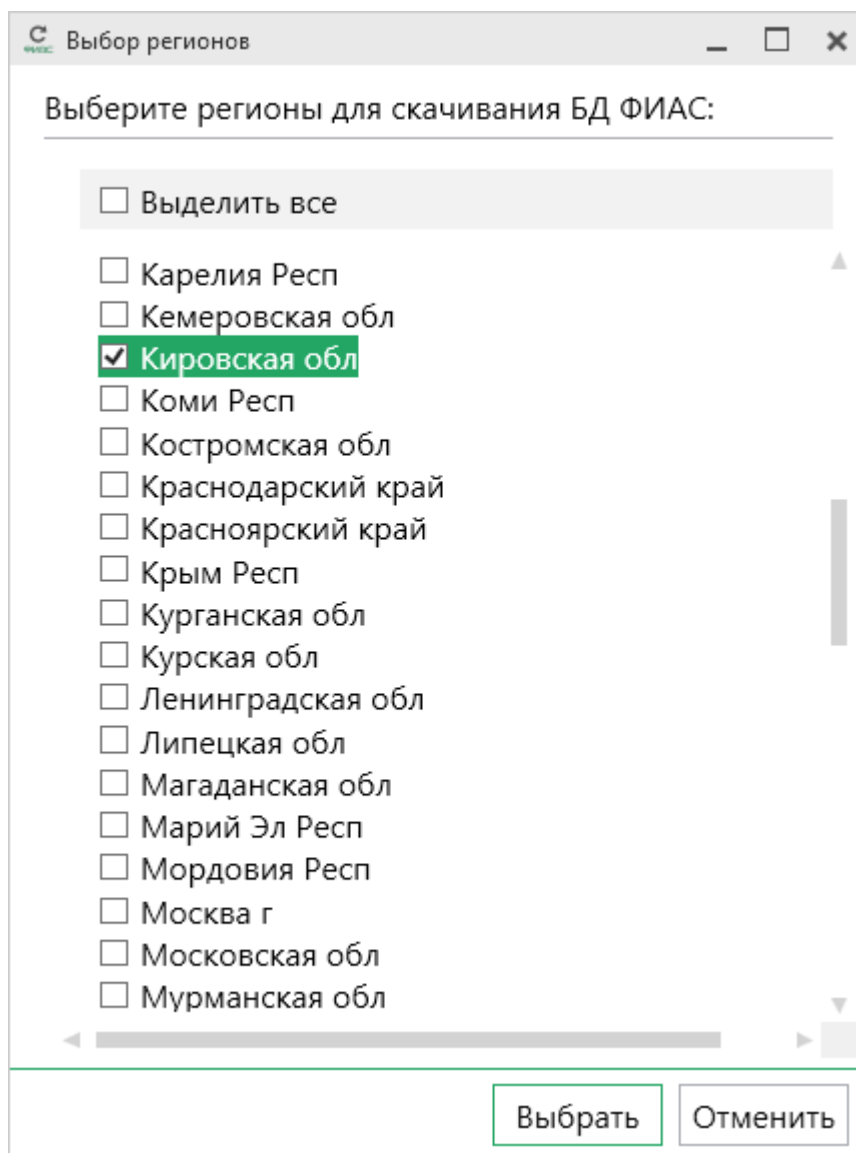 ФИАС
Выбор регионов
Выберите регионы для скачивания БД ФИАС:
Выделить все
Карелия Респ
Кемеровская обл
Кировская обл
Коми Респ
Костромская обл
Краснодарский край
Красноярский край
Крым Респ
Курганская обл
Курская обл
Ленинградская обл
Липецкая обл
Магаданская обл
Марий Эл Респ
Мордовия Респ
Москва г
Московская обл
Мурманская обл
Выбрать
Отменить